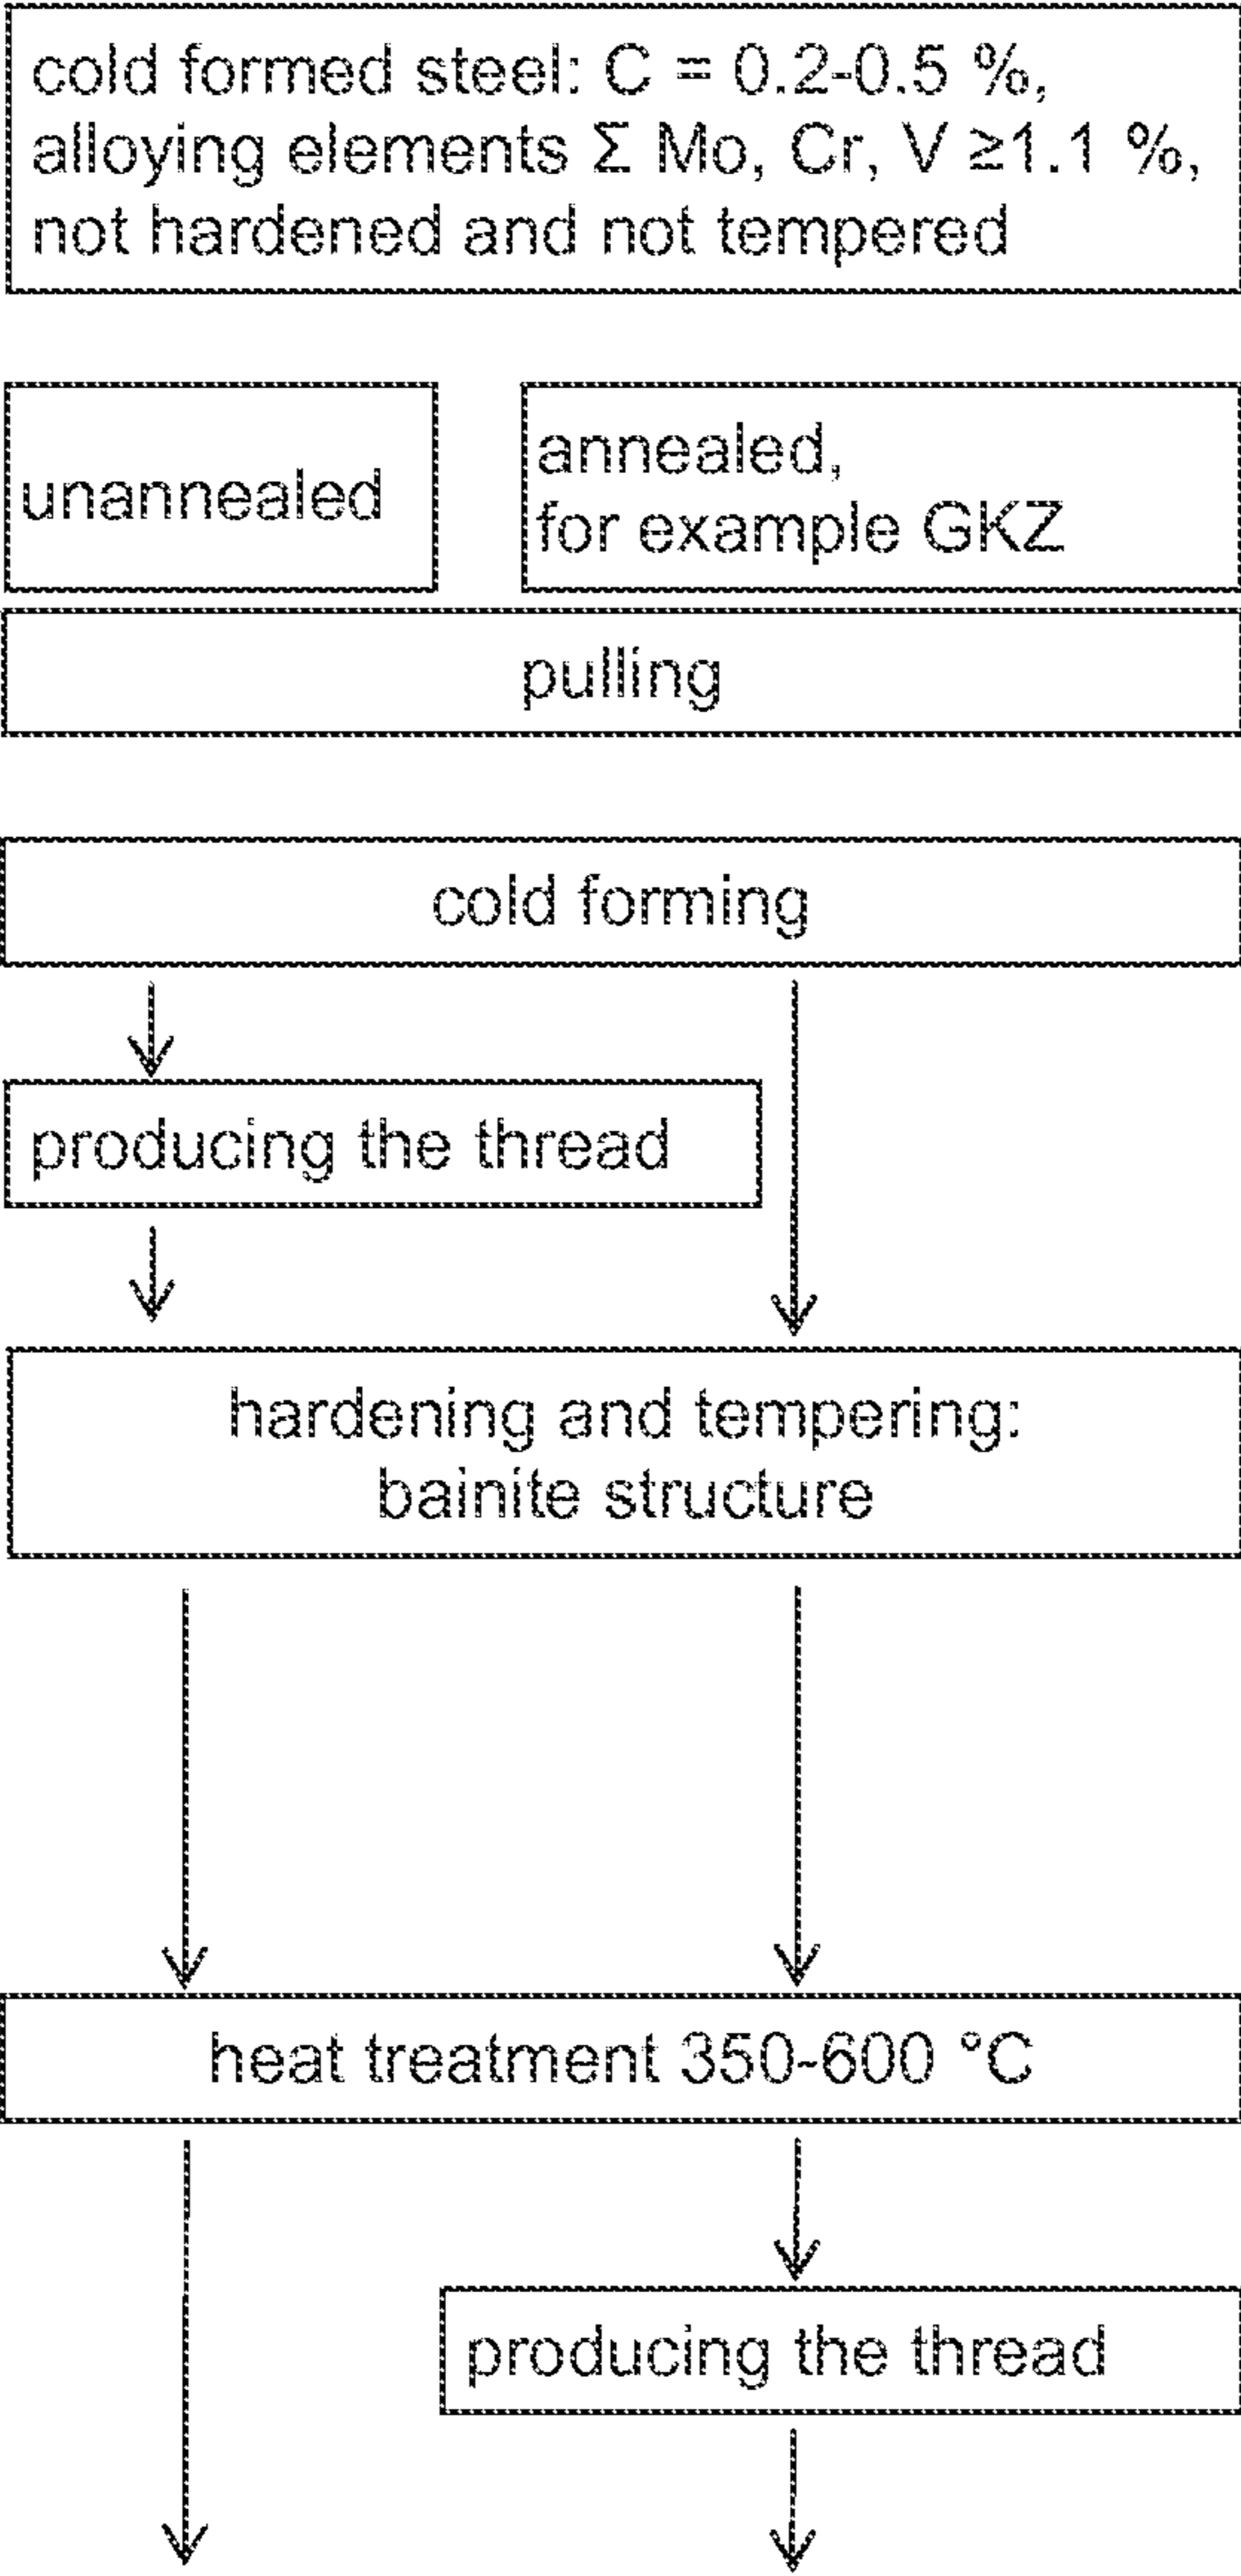 cold formed steel: C = 0.2-0.5 %,
alloying elements Σ Mo, Cr, V ≥1.1 %,
not hardened and not tempered
unannealed
annealed,
for example GKZ
pulling
cold forming
producing the thread
hardening and tempering:
bainite structure
heat treatment 350-600 °C
producing the thread